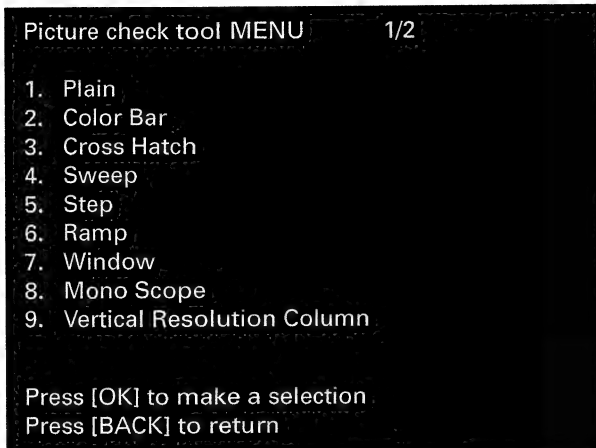 Picture check tool MENU 1/2
1. Plain
2. Color Bar
3. Cross Hatch
4. Sweep
5. Step
6. Ramp
7. Window
8. Mono Scope
9. Vertical Resolution Column
Press [OK] to make a selection
Press [BACK] to return